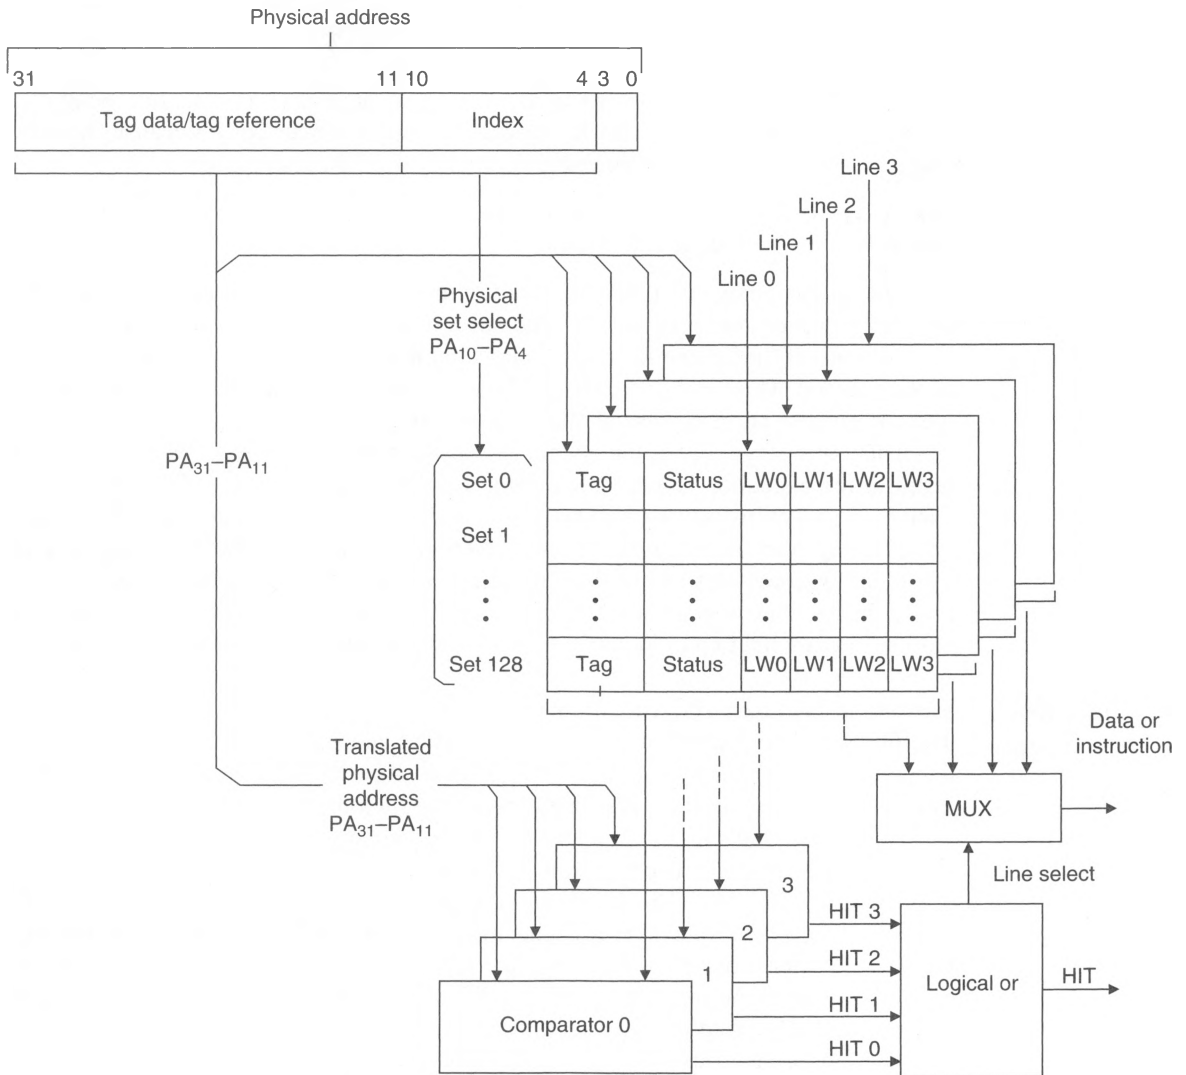 Physical address
31 11 10 4 3 0
Tag data/tag reference Index
Line 3
Line 2
Line 1
Line 0
Physical
set select
PA10–PA4
PA31–PA11
Set 0 Tag Status LW0 LW1 LW2 LW3
Set 1
Set 128 Tag Status LW0 LW1 LW2 LW3
Data or
instruction
Translated
physical
address
PA31–PA11
MUX
Line select
3
2
1
Comparator 0
HIT 3
HIT 2
HIT 1
HIT 0
Logical or
HIT